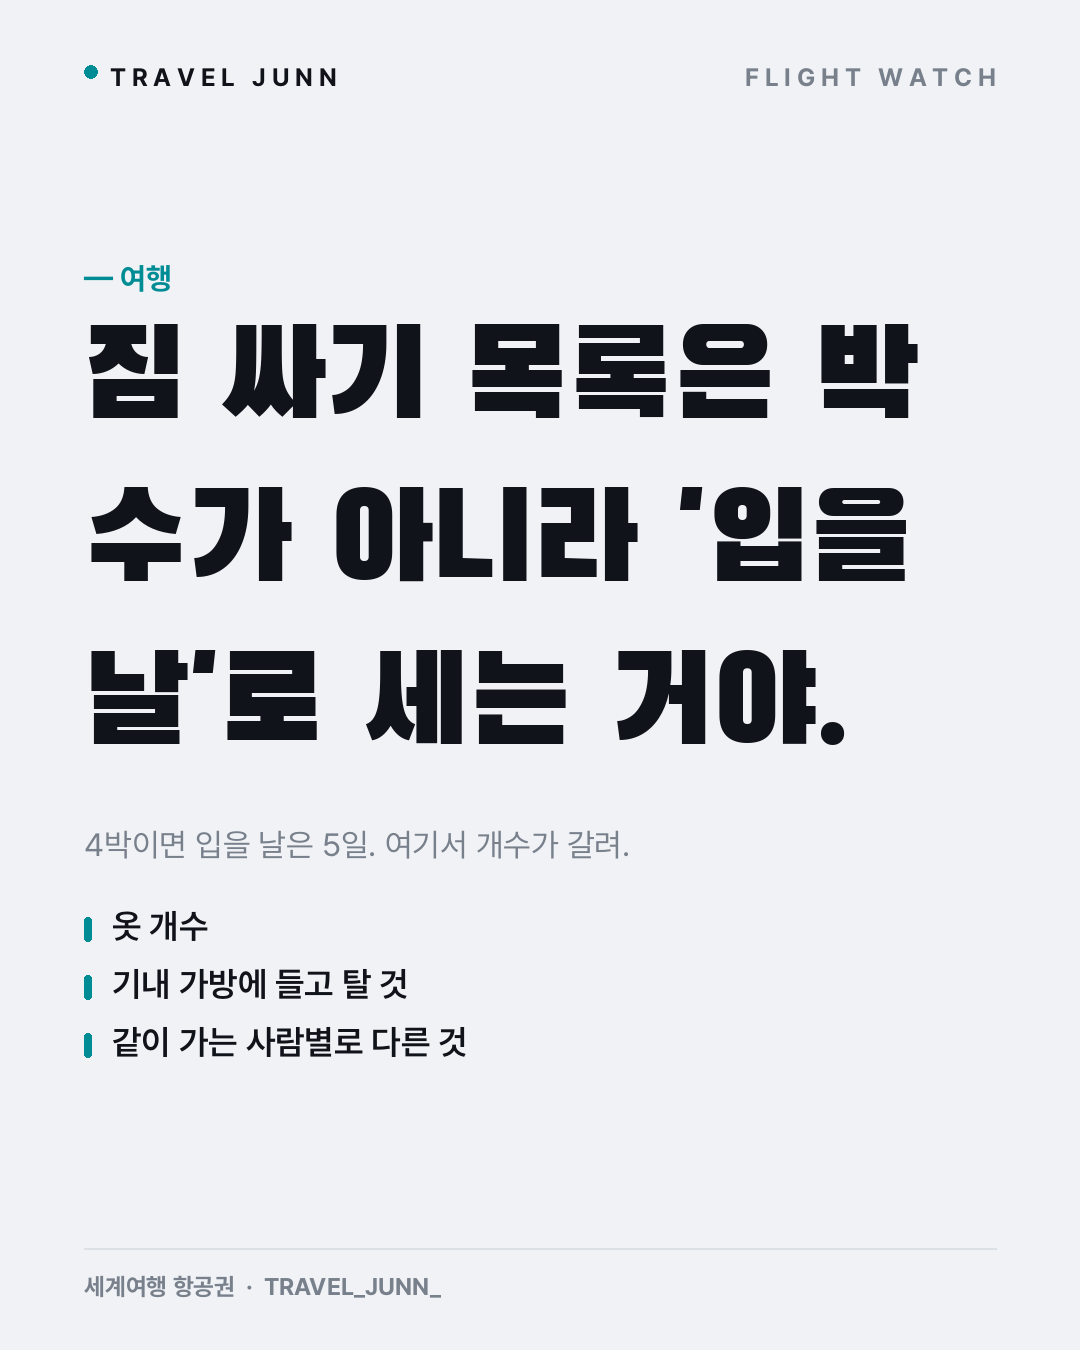 TRAVEL JUNN
FLIGHT WATCH
— 여행
짐 싸기 목록은 박
수가 아니라 '입을
날'로 세는 거야.
4박이면 입을 날은 5일. 여기서 개수가 갈려.
옷 개수
기내 가방에 들고 탈 것
같이 가는 사람별로 다른 것
세계여행 항공권 · TRAVEL_JUNN_